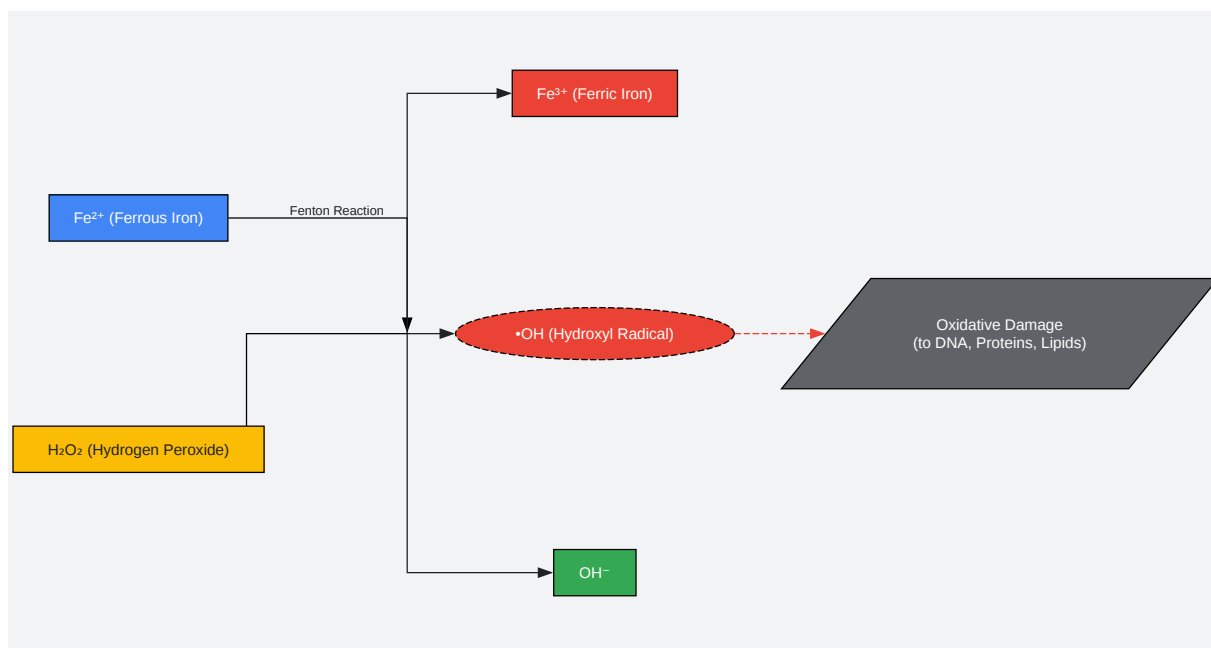 Fe³⁺ (Ferric Iron)
Fe²⁺ (Ferrous Iron)
Fenton Reaction
•OH (Hydroxyl Radical)
Oxidative Damage
(to DNA, Proteins, Lipids)
H₂O₂ (Hydrogen Peroxide)
OH⁻